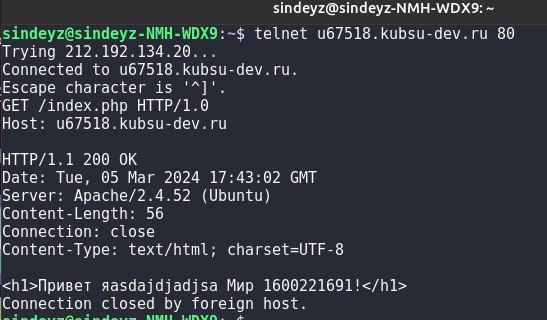 sindeyz@sindeyz-NMH-WDX9: ~
sindeyz@sindeyz-NMH-WDX9:~$ telnet u67518.kubsu-dev.ru 80
Trying 212.192.134.20...
Connected to u67518.kubsu-dev.ru.
Escape character is '^]'.
GET /index.php HTTP/1.0
Host: u67518.kubsu-dev.ru
HTTP/1.1 200 OK
Date: Tue, 05 Mar 2024 17:43:02 GMT
Server: Apache/2.4.52 (Ubuntu)
Content-Length: 56
Connection: close
Content-Type: text/html; charset=UTF-8
<h1>Привет яasdajdjadjsa Мир 1600221691!</h1>
Connection closed by foreign host.
sindeyz@sindeyz-NMH-WDX9:~$